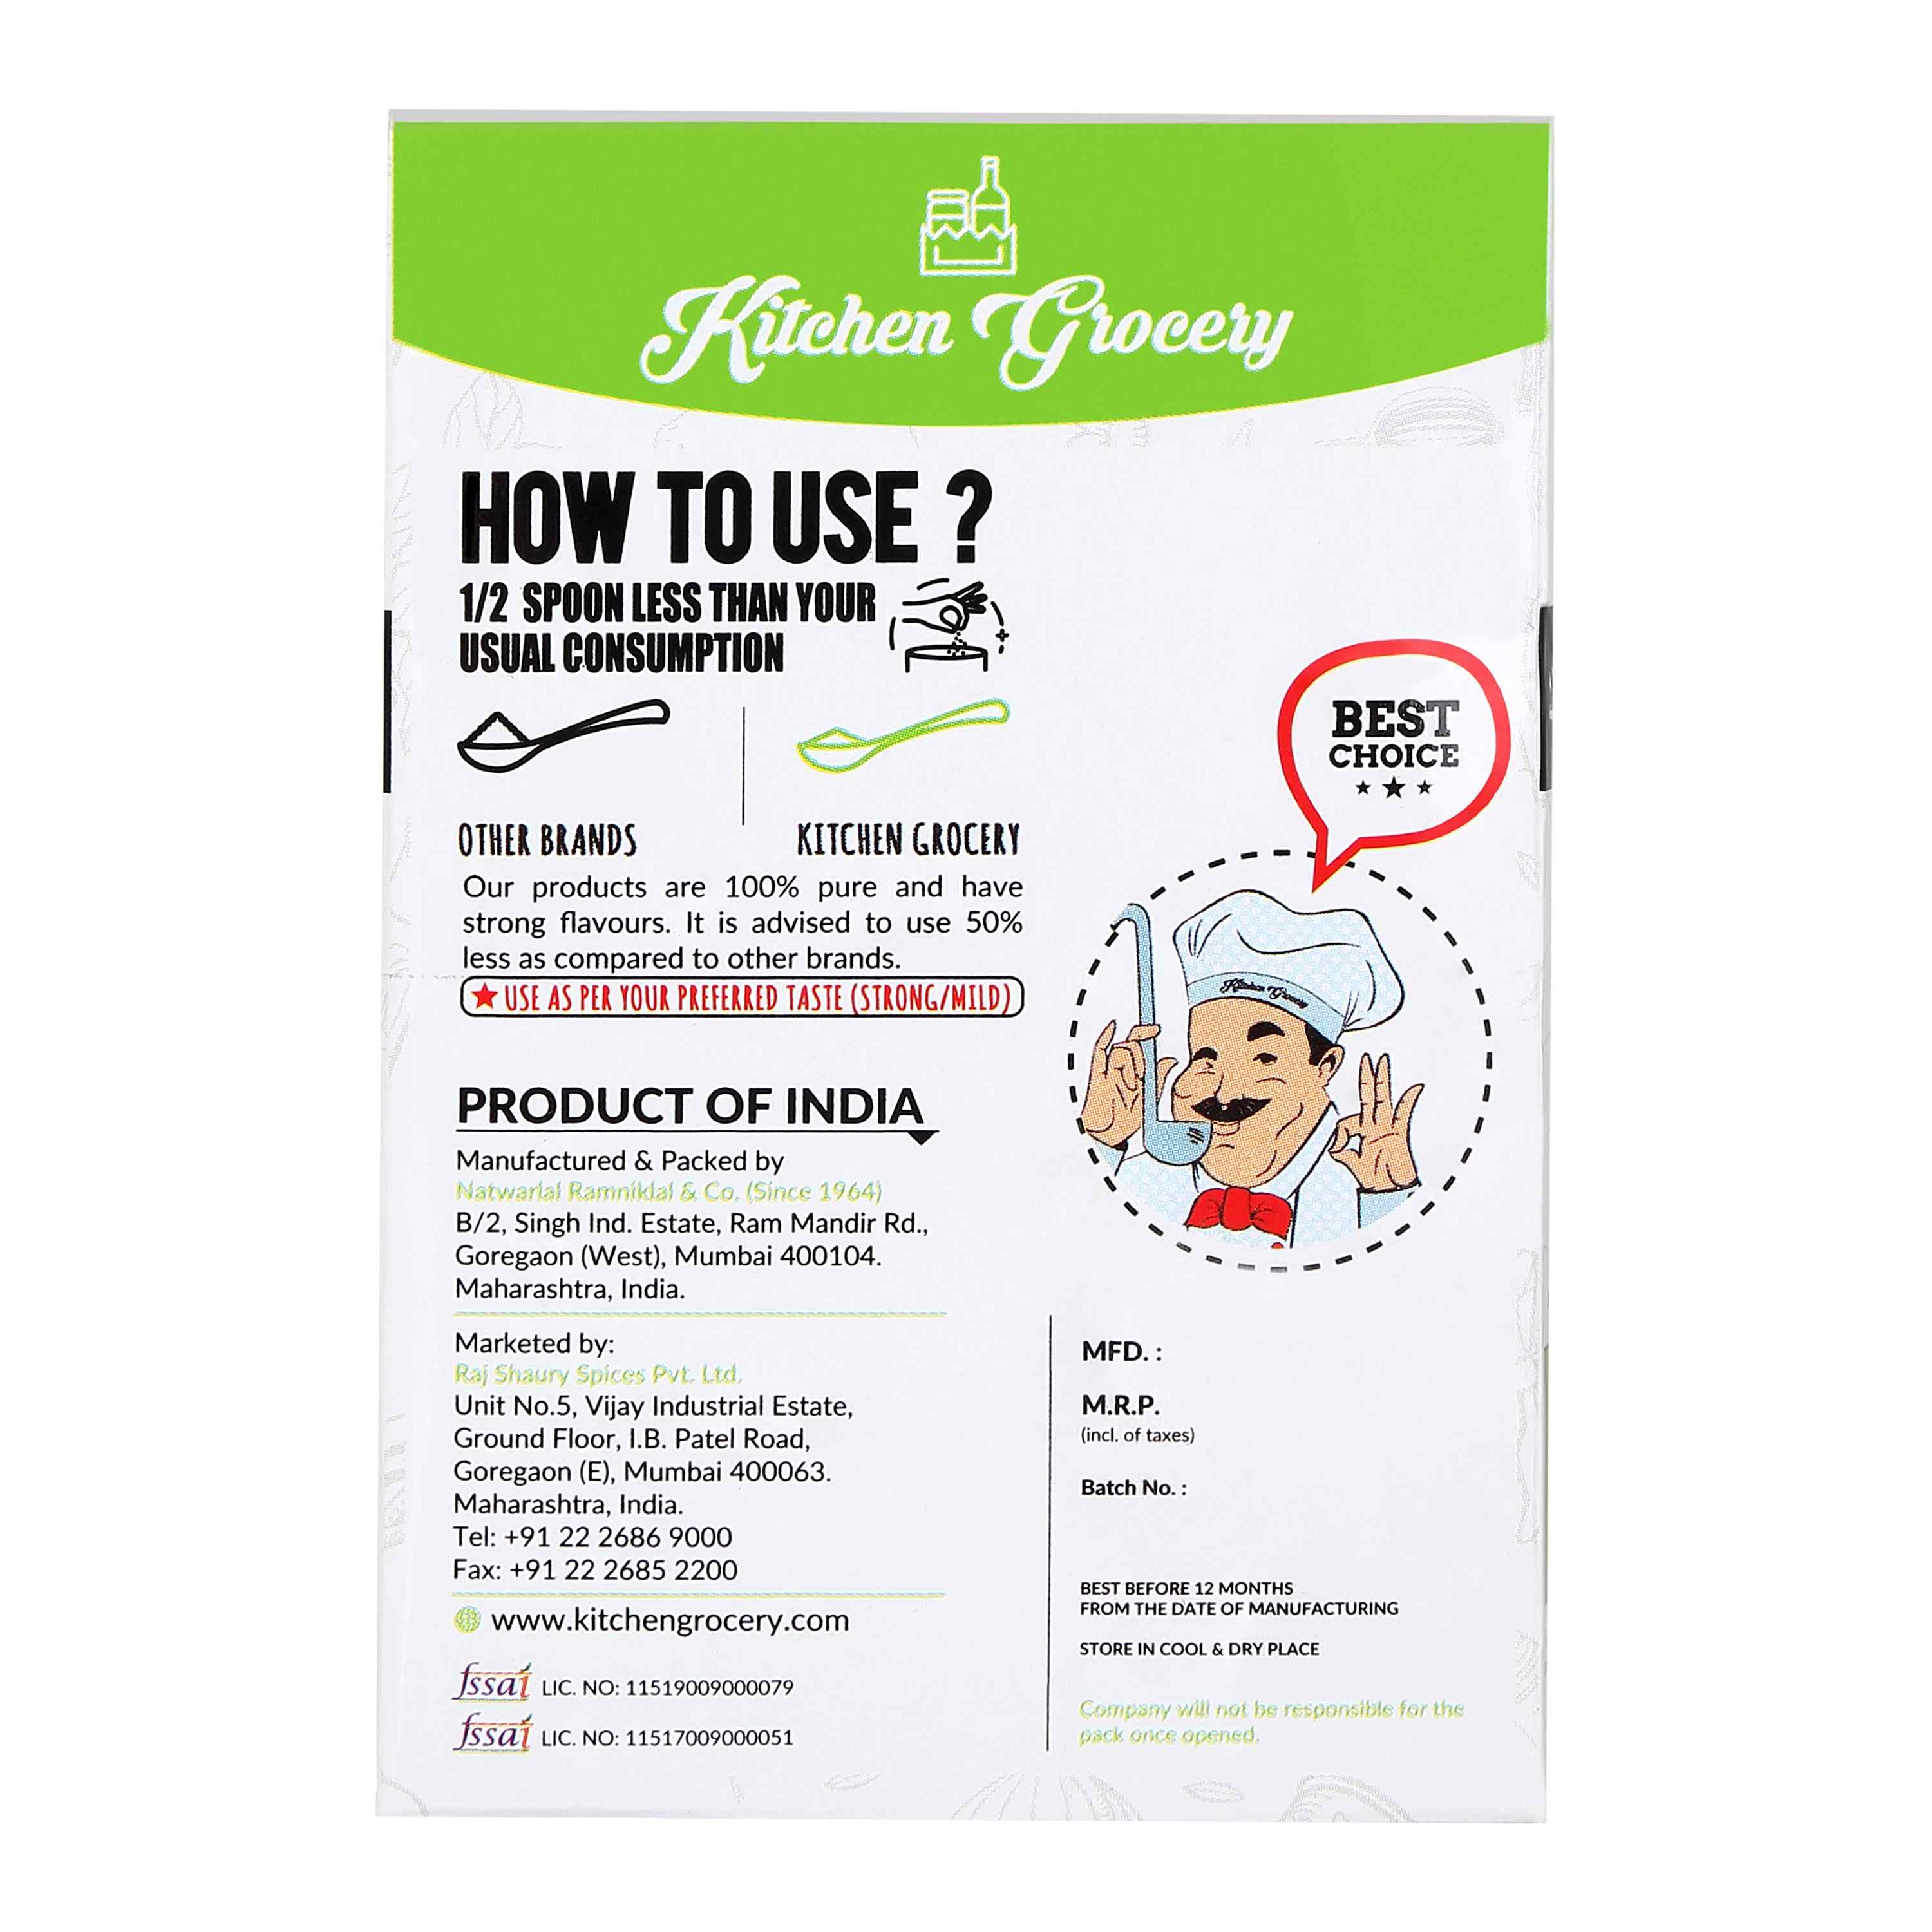 Kitchen Grocery
HOW TO USE ?
1/2 SPOON LESS THAN YOUR
USUAL CONSUMPTION
OTHER BRANDS
KITCHEN GROCERY
Our products are 100% pure and have
strong flavours. It is advised to use 50%
less as compared to other brands.
★ USE AS PER YOUR PREFERRED TASTE (STRONG/MILD)
BEST
CHOICE
Kitchen Grocery
PRODUCT OF INDIA
Manufactured & Packed by
Natwarlal Ramniklal & Co. (Since 1964)
B/2, Singh Ind. Estate, Ram Mandir Rd.,
Goregaon (West), Mumbai 400104.
Maharashtra, India.
Marketed by:
Raj Shaury Spices Pvt. Ltd.
Unit No.5, Vijay Industrial Estate,
Ground Floor, I.B. Patel Road,
Goregaon (E), Mumbai 400063.
Maharashtra, India.
Tel: +91 22 2686 9000
Fax: +91 22 2685 2200
www.kitchengrocery.com
fssai LIC. NO: 11519009000079
fssai LIC. NO: 11517009000051
MFD. :
M.R.P.
(incl. of taxes)
Batch No. :
BEST BEFORE 12 MONTHS
FROM THE DATE OF MANUFACTURING
STORE IN COOL & DRY PLACE
Company will not be responsible for the
pack once opened.